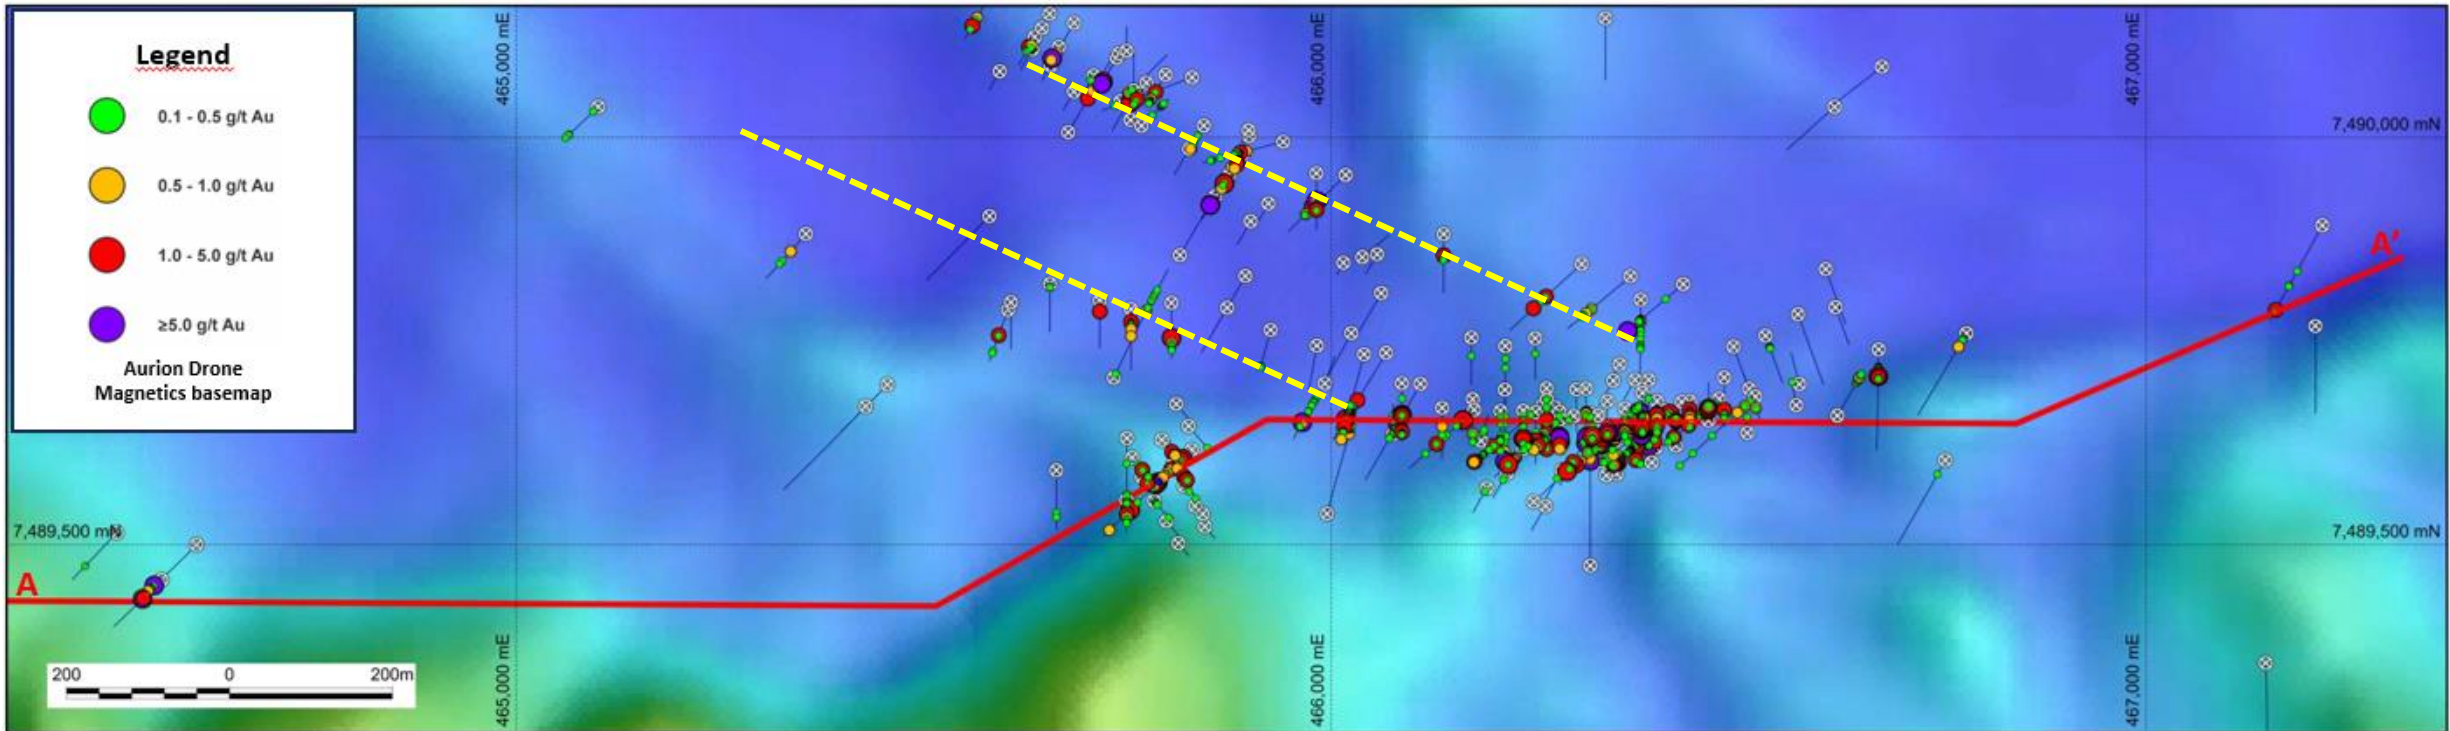 Legend
0.1 - 0.5 g/t Au
0.5 - 1.0 g/t Au
1.0 - 5.0 g/t Au
≥5.0 g/t Au
Aurion Drone
Magnetics basemap
465,000 mE
466,000 mE
467,000 mE
7,490,000 mN
A'
7,489,500 mN
7,489,500 mN
A
200 0 200m
465,000 mE
466,000 mE
467,000 mE